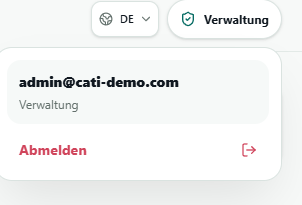 DE
Verwaltung
admin@cati-demo.com
Verwaltung
Abmelden